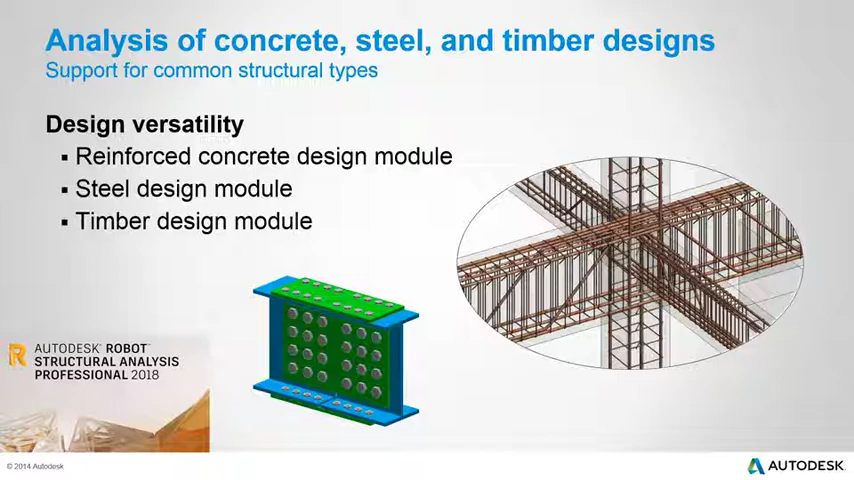 Analysis of concrete, steel, and timber designs
Support for common structural types
Design versatility
▪ Reinforced concrete design module
▪ Steel design module
▪ Timber design module
AUTODESK® ROBOT™
STRUCTURAL ANALYSIS
PROFESSIONAL 2018
© 2014 Autodesk
AUTODESK.